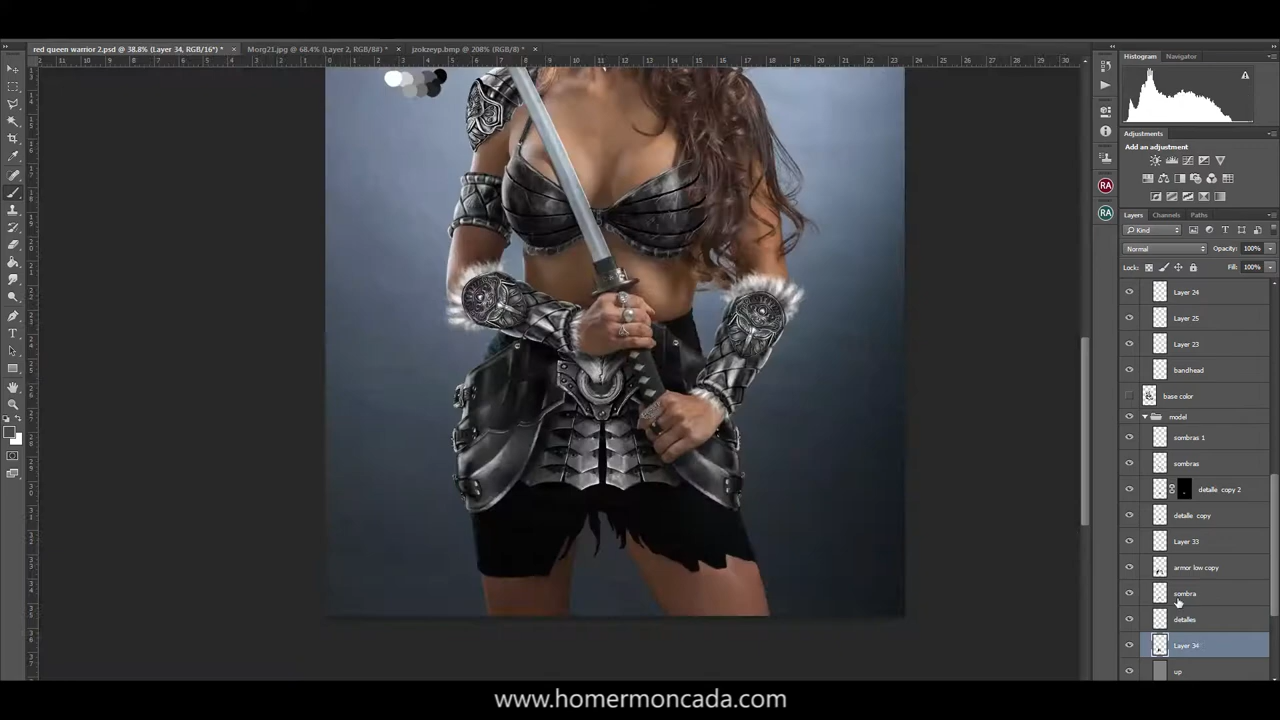 red queen warrior 2.psd @ 38.8% (Layer 34, RGB/16*) * ×
Morg21.jpg @ 68.4% (Layer 2, RGB/8#) * ×
jzokzeyp.bmp @ 208% (RGB/8) * ×
Histogram Navigator
Adjustments
Add an adjustment
RA
RA
Layers Channels Paths
Kind
Normal Opacity: 100%
Lock: Fill: 100%
Layer 24
Layer 25
Layer 23
bandhead
base color
model
sombras 1
sombras
detalle copy 2
detalle copy
Layer 33
armor low copy
sombra
detalles
Layer 34
up
www.homermoncada.com